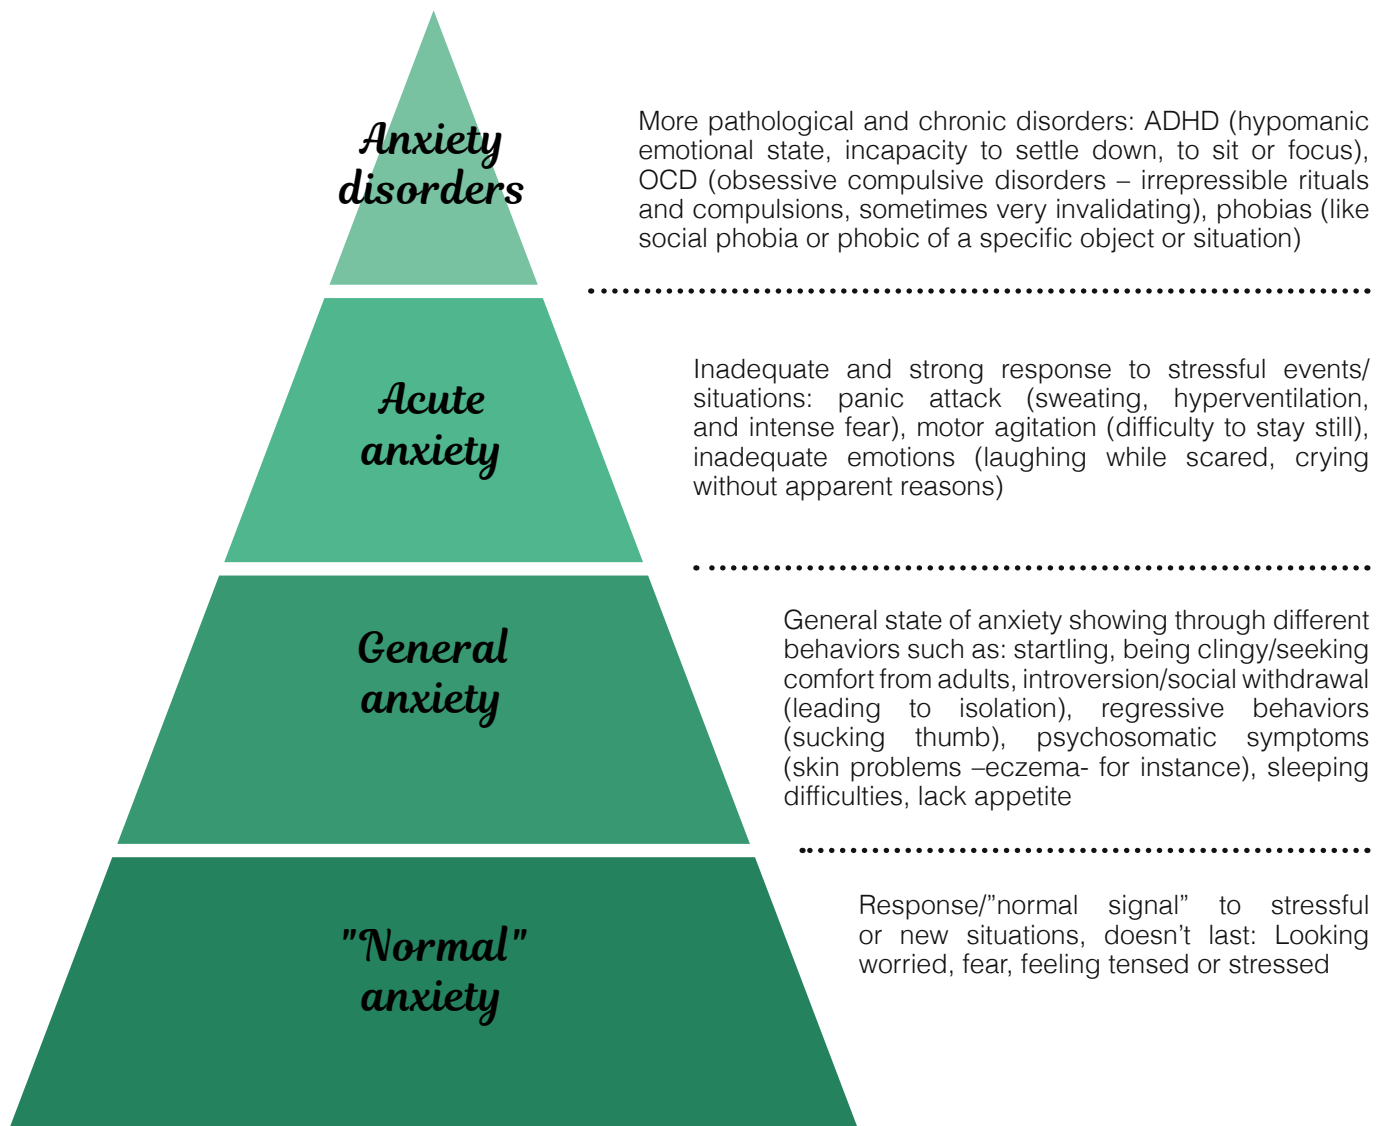 Anxiety
disorders
More pathological and chronic disorders: ADHD (hypomanic
emotional state, incapacity to settle down, to sit or focus),
OCD (obsessive compulsive disorders – irrepressible rituals
and compulsions, sometimes very invalidating), phobias (like
social phobia or phobic of a specific object or situation)
Acute
anxiety
Inadequate and strong response to stressful events/
situations: panic attack (sweating, hyperventilation,
and intense fear), motor agitation (difficulty to stay still),
inadequate emotions (laughing while scared, crying
without apparent reasons)
General
anxiety
General state of anxiety showing through different
behaviors such as: startling, being clingy/seeking
comfort from adults, introversion/social withdrawal
(leading to isolation), regressive behaviors
(sucking thumb), psychosomatic symptoms
(skin problems –eczema- for instance), sleeping
difficulties, lack appetite
"Normal"
anxiety
Response/”normal signal” to stressful
or new situations, doesn’t last: Looking
worried, fear, feeling tensed or stressed